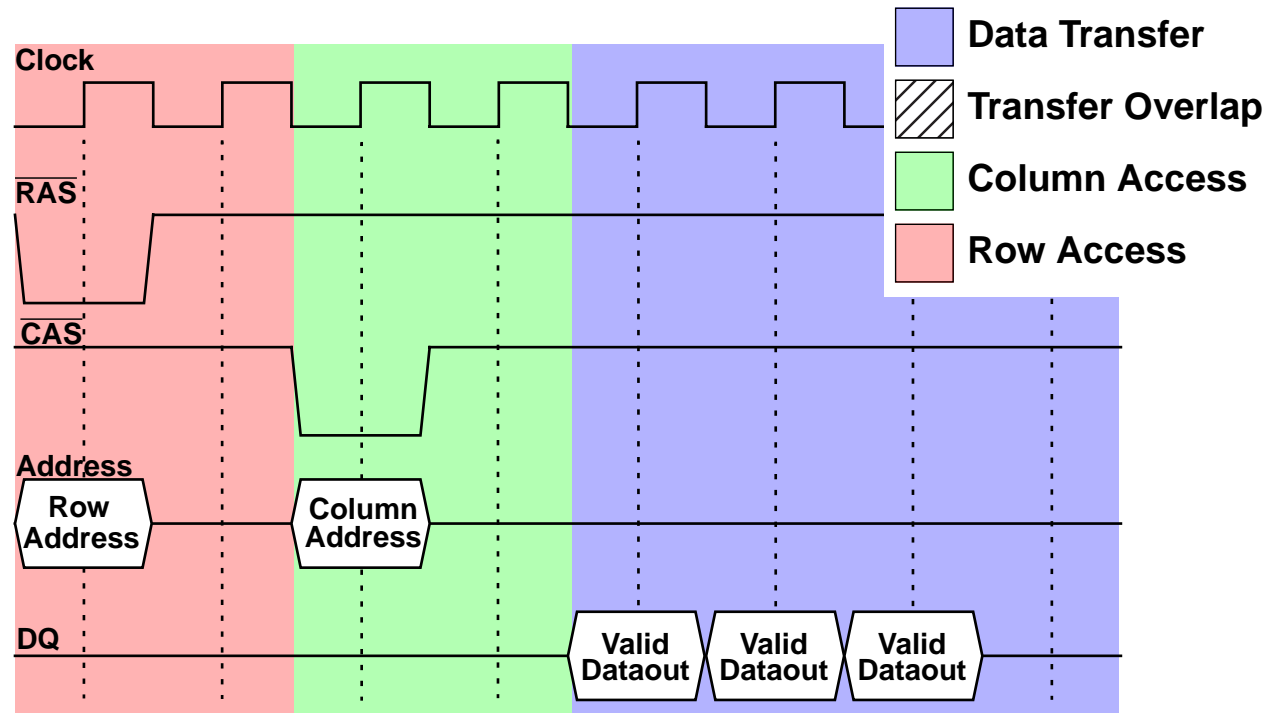 Data Transfer
Clock
Transfer Overlap
Column Access
RAS
Row Access
CAS
Address
Row
Address
Column
Address
DQ
Valid
Dataout
Valid
Dataout
Valid
Dataout